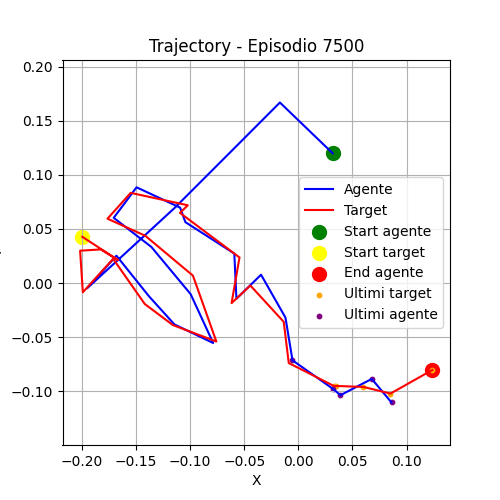 Trajectory - Episodio 7500
0.20
0.15
0.10
0.05
0.00
−0.05
−0.10
Agente
Target
Start agente
Start target
End agente
Ultimi target
Ultimi agente
−0.20 −0.15 −0.10 −0.05 0.00 0.05 0.10
X